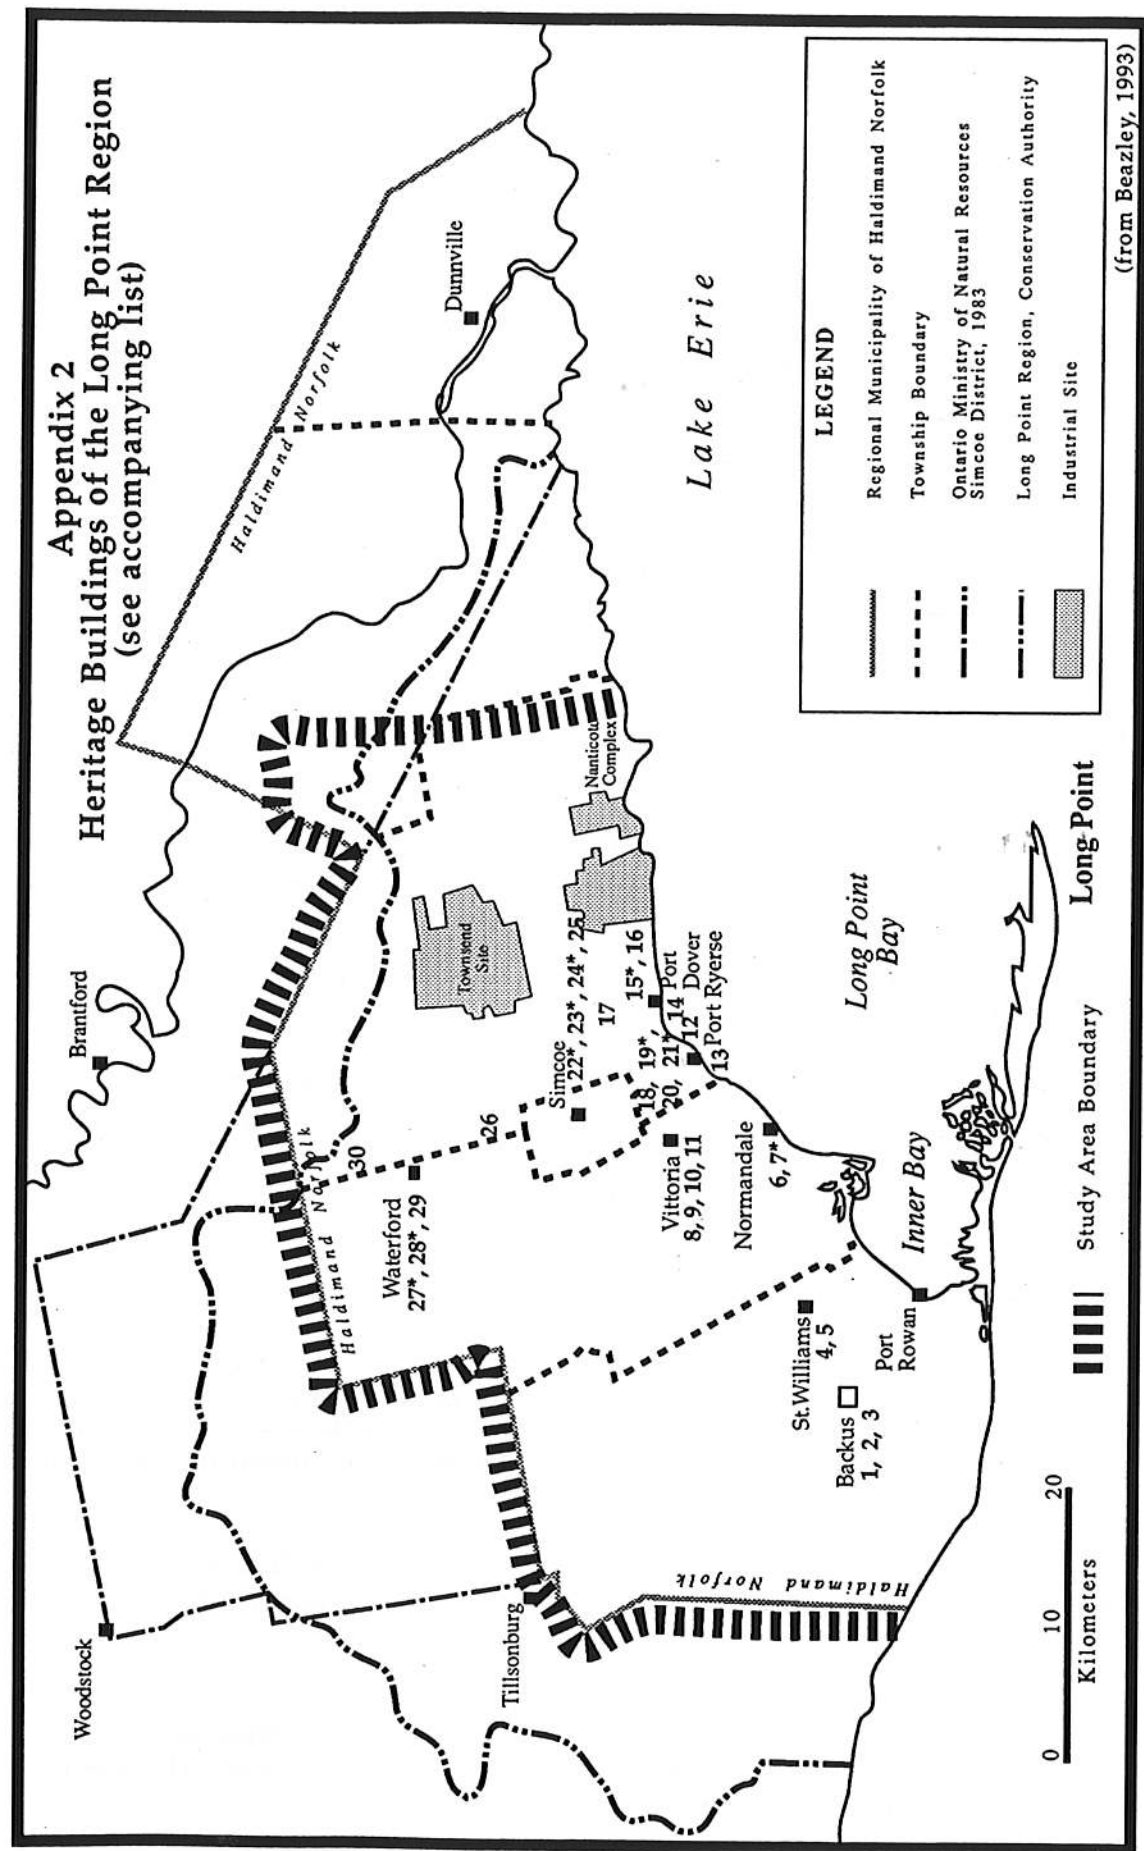 Appendix 2
Heritage Buildings of the Long Point Region
(see accompanying list)
Woodstock
Brantford
Haldimand Norfolk
Dunnville
Haldimand Norfolk
30
Waterford
27*, 28*, 29
26
Townsend
Site
Tillsonburg
Simcoe
22*, 23*, 24*, 25
17
Nanticoke
Complex
15*, 16
18, 19*,
20, 21*
14 Port
12 Dover
Port Ryerse
13
Vittoria
8, 9, 10, 11
Normandale
6, 7*
St.Williams
4, 5
Backus
1, 2, 3
Port
Rowan
Inner Bay
Long Point
Bay
Lake Erie
Haldimand Norfolk
Long Point
0 10 20
Kilometers
Study Area Boundary
LEGEND
Regional Municipality of Haldimand Norfolk
Township Boundary
Ontario Ministry of Natural Resources
Simcoe District, 1983
Long Point Region, Conservation Authority
Industrial Site
(from Beazley, 1993)